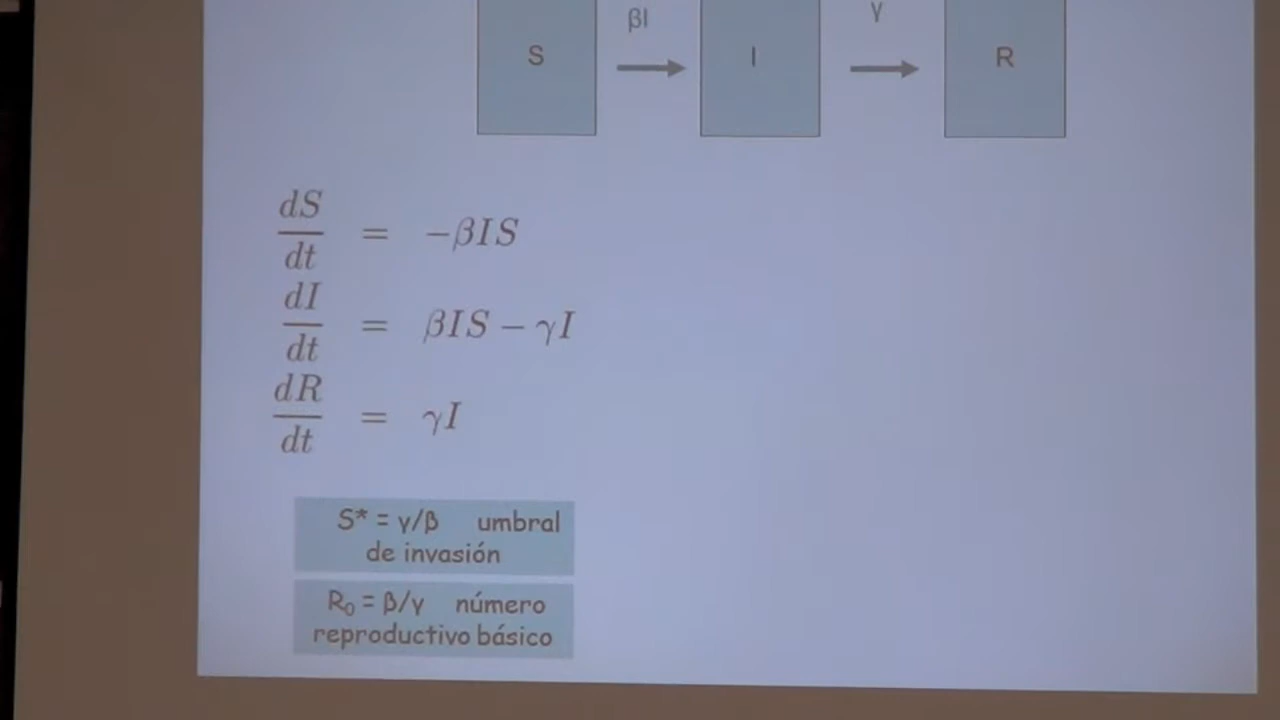 βI γ
S I R
dS/dt = −βIS
dI/dt = βIS − γI
dR/dt = γI
S* = γ/β umbral
de invasión
R₀ = β/γ número
reproductivo básico